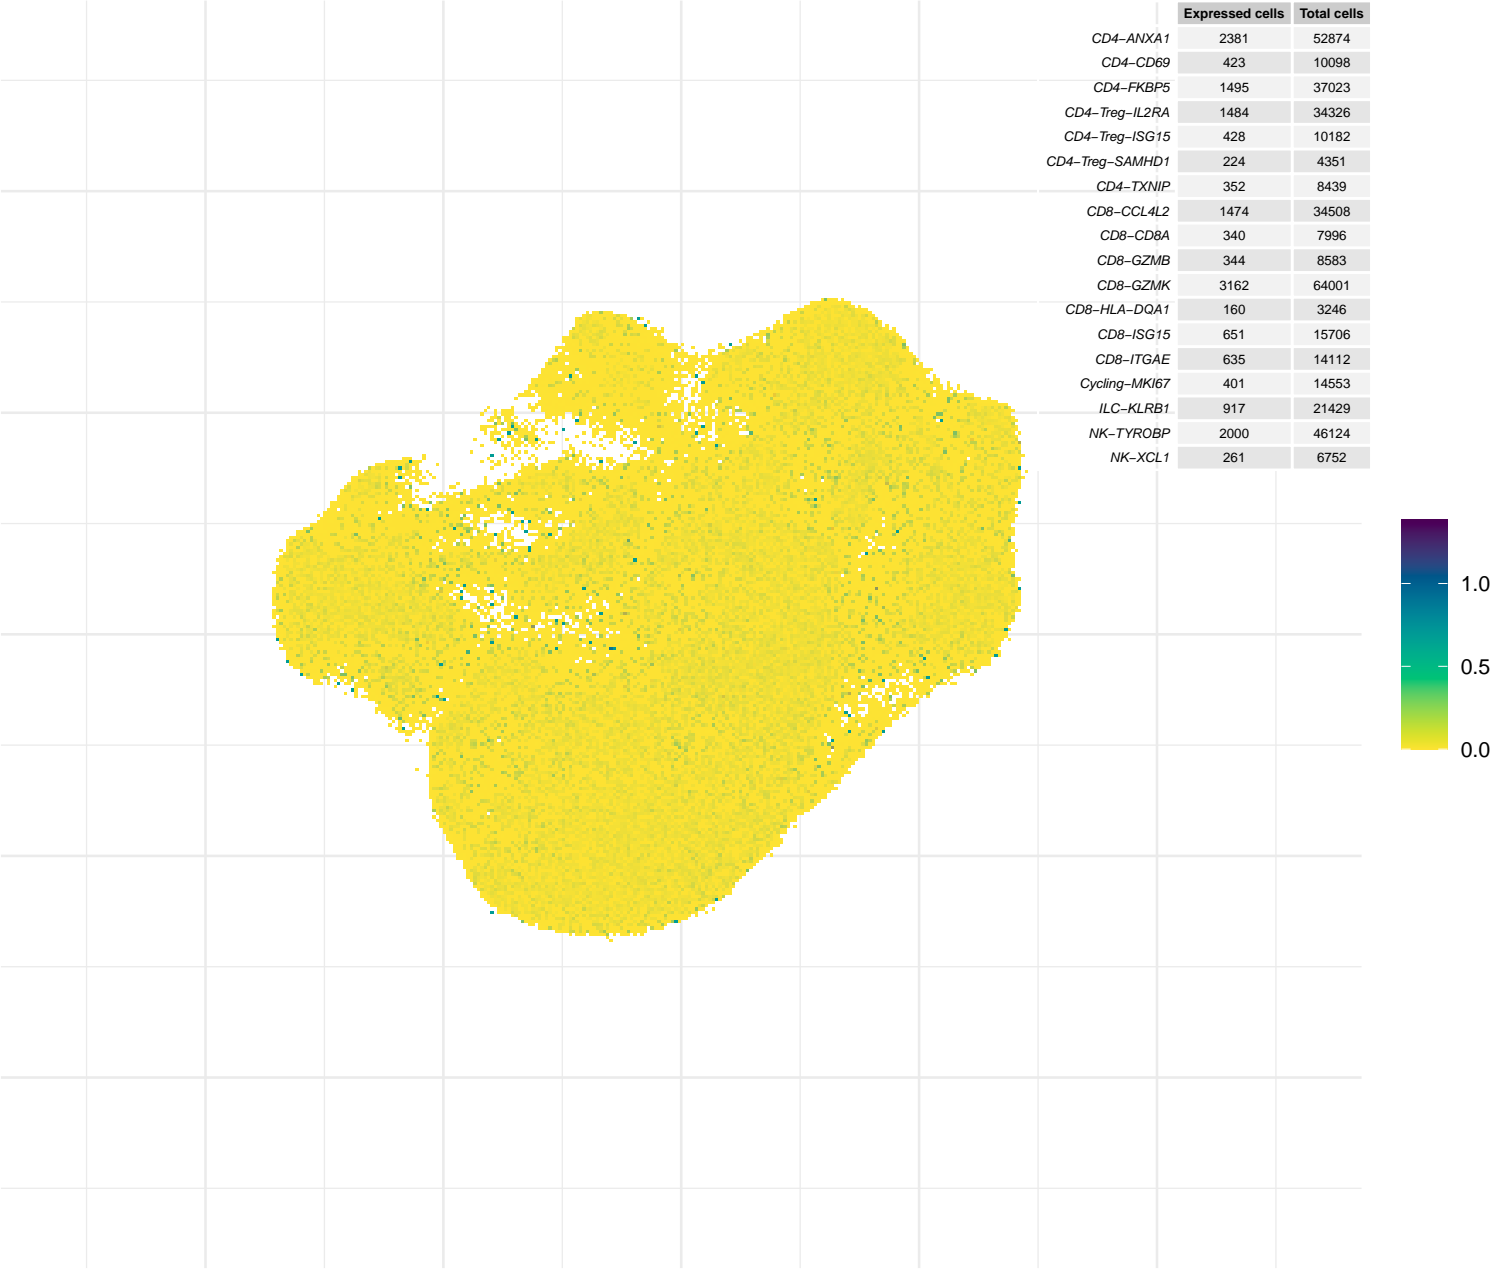 Expressed cells Total cells
CD4−ANXA1 2381 52874
CD4−CD69 423 10098
CD4−FKBP5 1495 37023
CD4−Treg−IL2RA 1484 34326
CD4−Treg−ISG15 428 10182
CD4−Treg−SAMHD1 224 4351
CD4−TXNIP 352 8439
CD8−CCL4L2 1474 34508
CD8−CD8A 340 7996
CD8−GZMB 344 8583
CD8−GZMK 3162 64001
CD8−HLA−DQA1 160 3246
CD8−ISG15 651 15706
CD8−ITGAE 635 14112
Cycling−MKI67 401 14553
ILC−KLRB1 917 21429
NK−TYROBP 2000 46124
NK−XCL1 261 6752
1.0
0.5
0.0